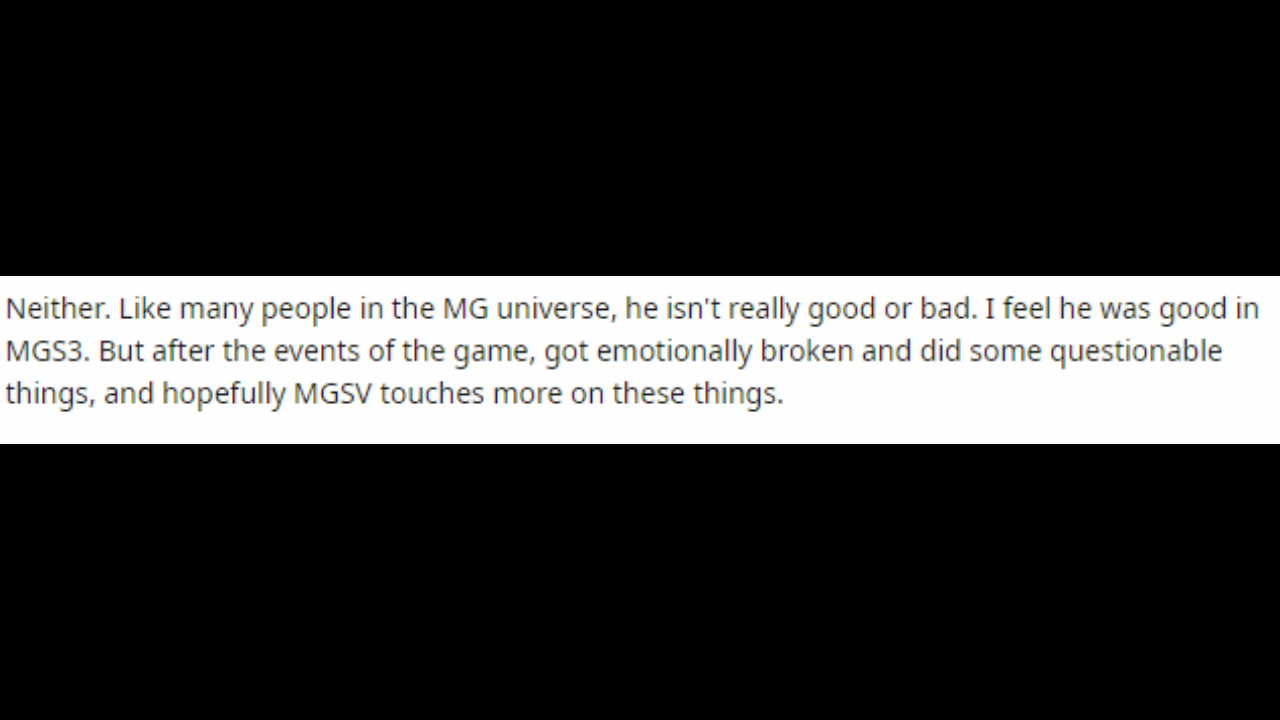 Neither. Like many people in the MG universe, he isn't really good or bad. I feel he was good in
MGS3. But after the events of the game, got emotionally broken and did some questionable
things, and hopefully MGSV touches more on these things.